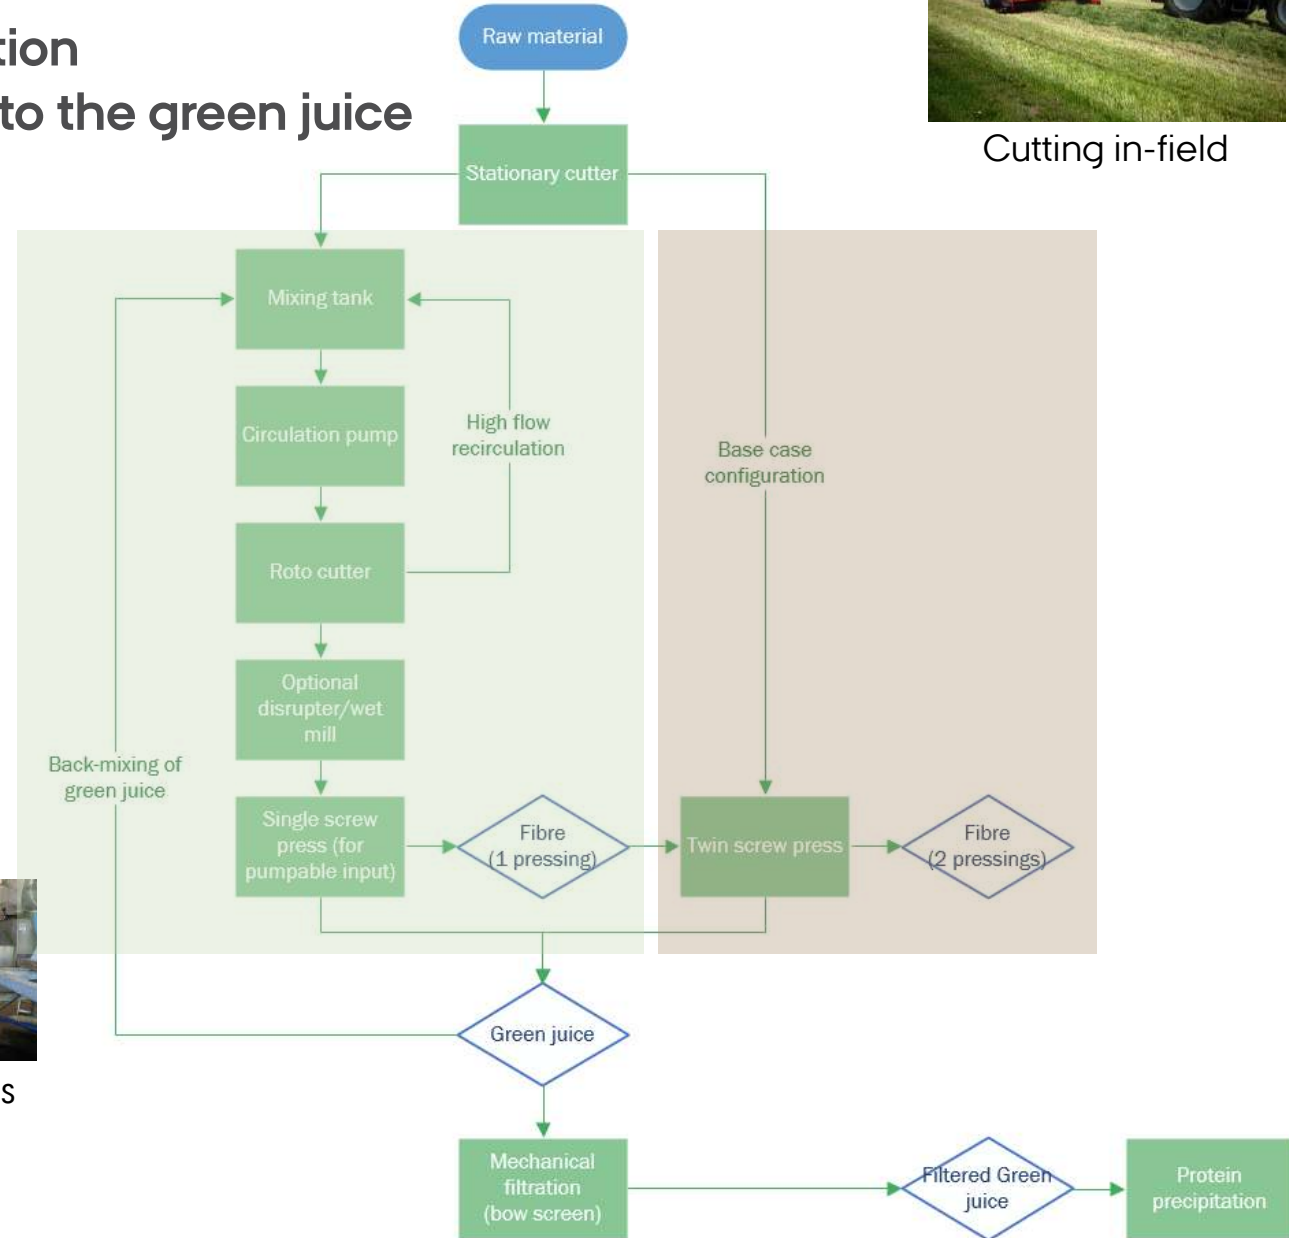 tion
to the green juice
Raw material
Cutting in-field
Stationary cutter
Mixing tank
Circulation pump
High flow
recirculation
Base case
configuration
Roto cutter
Optional
disrupter/wet
mill
Back-mixing of
green juice
Single screw
press (for
pumpable input)
Fibre
(1 pressing)
Twin screw press
Fibre
(2 pressings)
Green juice
s
Mechanical
filtration
(bow screen)
Filtered Green
juice
Protein
precipitation